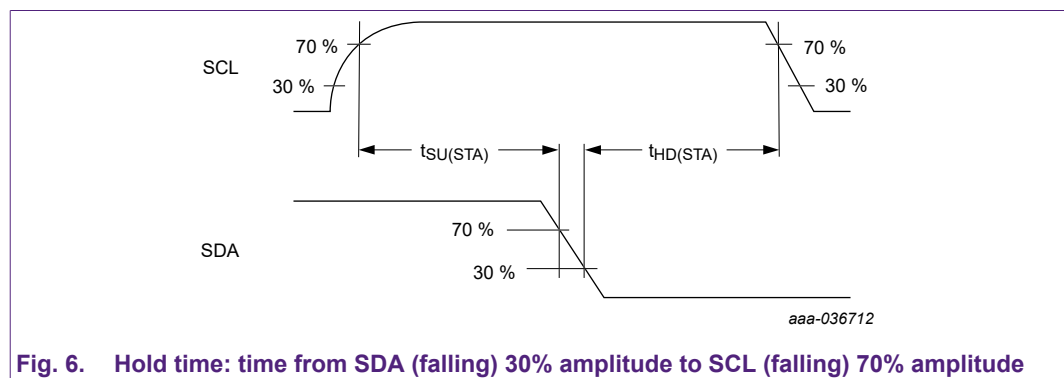 70 %
70 %
SCL
30 %
30 %
tSU(STA)
tHD(STA)
70 %
SDA
30 %
aaa-036712
Fig. 6. Hold time: time from SDA (falling) 30% amplitude to SCL (falling) 70% amplitude